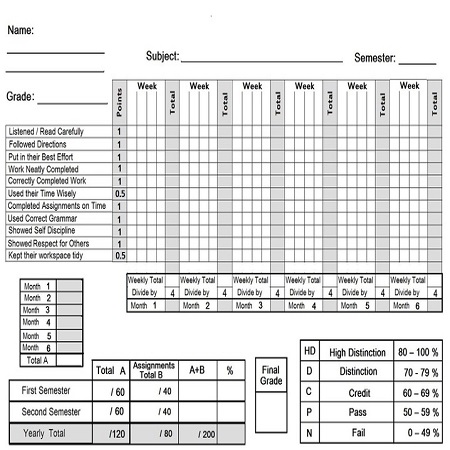 Name:
Subject:
Semester:
Grade:
Points
Week Total Week Total Week Total Week Total Week Total Week Total
Listened / Read Carefully 1
Followed Directions 1
Put in their Best Effort 1
Work Neatly Completed 1
Correctly Completed Work 1
Used their Time Wisely 0.5
Completed Assignments on Time 1
Used Correct Grammar 1
Showed Self Discipline 1
Showed Respect for Others 1
Kept their workspace tidy 0.5
Weekly Total Weekly Total Weekly Total Weekly Total Weekly Total Weekly Total
Divide by 4 Divide by 4 Divide by 4 Divide by 4 Divide by 4 Divide by 4
Month 1 Month 2 Month 3 Month 4 Month 5 Month 6
Month 1
Month 2
Month 3
Month 4
Month 5
Month 6
Total A
Total A Assignments Total B A+B %
First Semester / 60 / 40
Second Semester / 60 / 40
Yearly Total /120 / 80 / 200
Final
Grade
HD High Distinction 80 – 100 %
D Distinction 70 - 79 %
C Credit 60 – 69 %
P Pass 50 – 59 %
N Fail 0 – 49 %